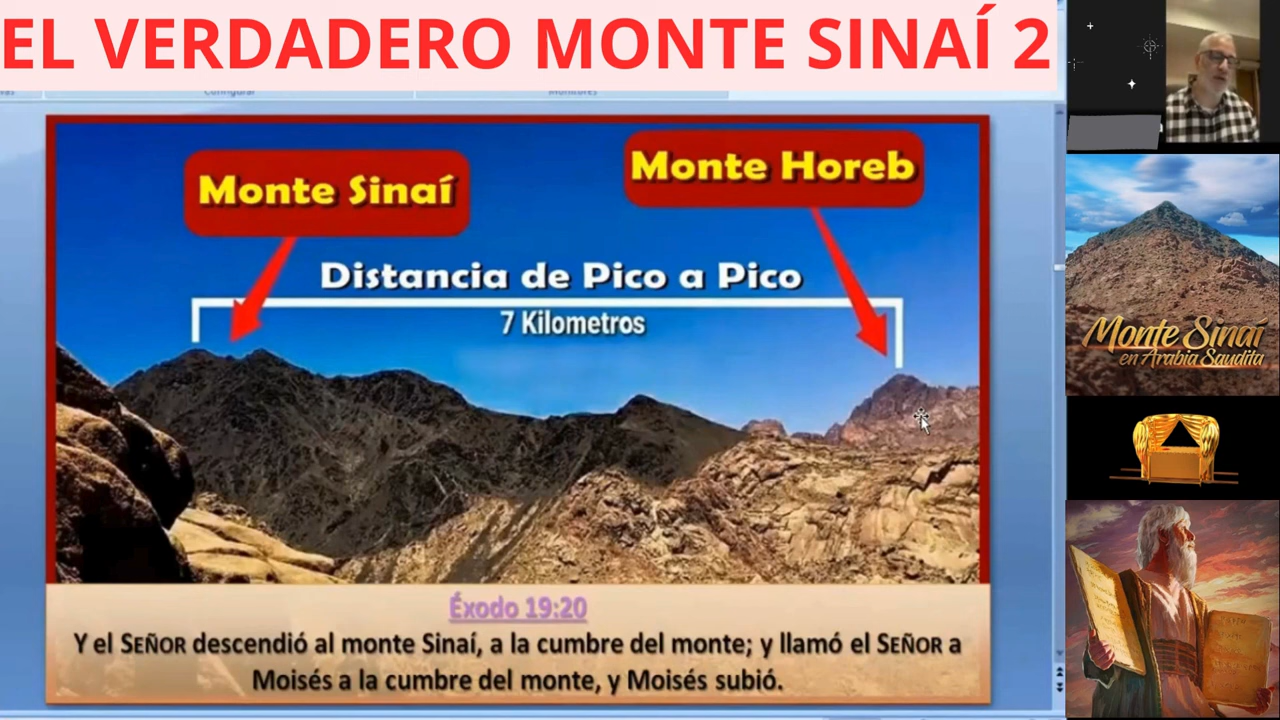 EL VERDADERO MONTE SINAÍ 2
Configurar
Monitores
Monte Sinaí
Monte Horeb
Distancia de Pico a Pico
7 Kilometros
Éxodo 19:20
Y el SEÑOR descendió al monte Sinaí, a la cumbre del monte; y llamó el SEÑOR a
Moisés a la cumbre del monte, y Moisés subió.
Monte Sinaí
en Arabia Saudita